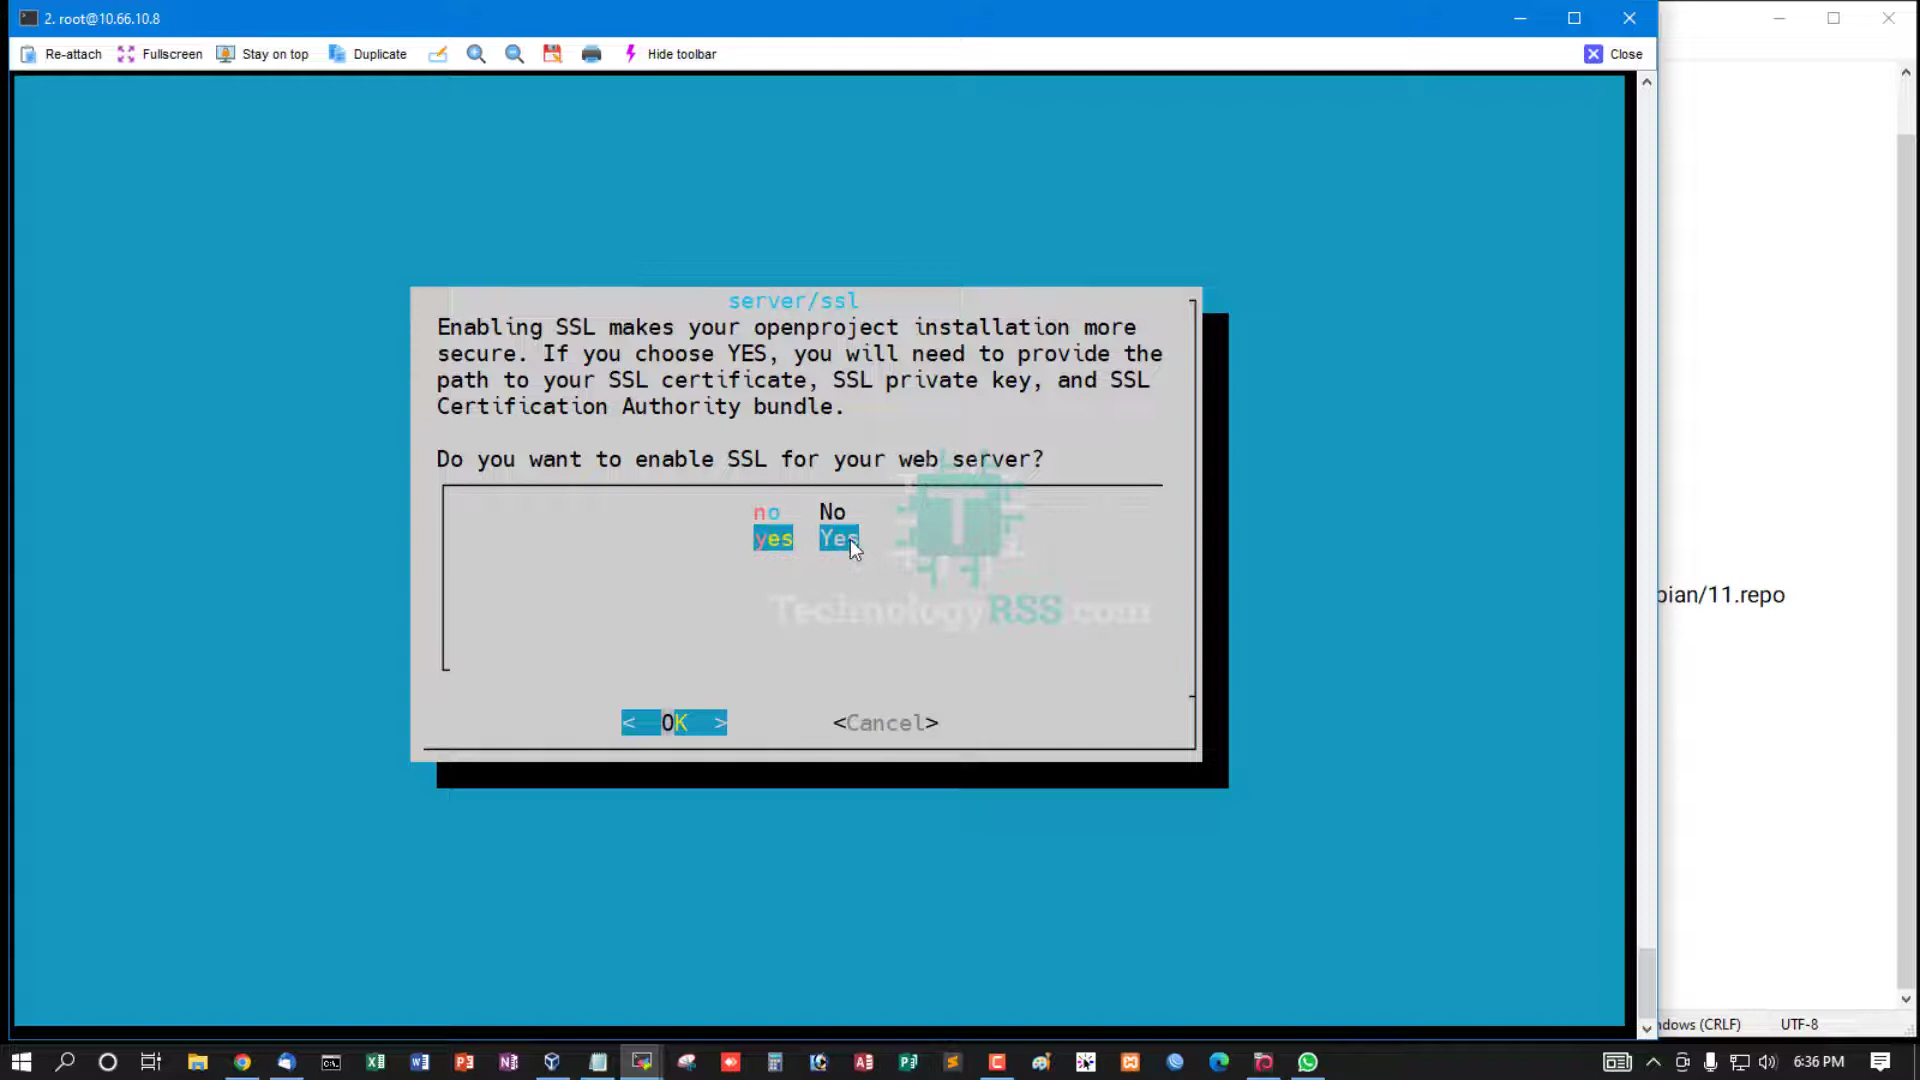 2. root@10.66.10.8
Re-attach Fullscreen Stay on top Duplicate Hide toolbar Close
server/ssl
Enabling SSL makes your openproject installation more
secure. If you choose YES, you will need to provide the
path to your SSL certificate, SSL private key, and SSL
Certification Authority bundle.
Do you want to enable SSL for your web server?
no No
yes Yes
TechnologyRSS.com
< OK > <Cancel>
bian/11.repo
ndows (CRLF) UTF-8
6:36 PM